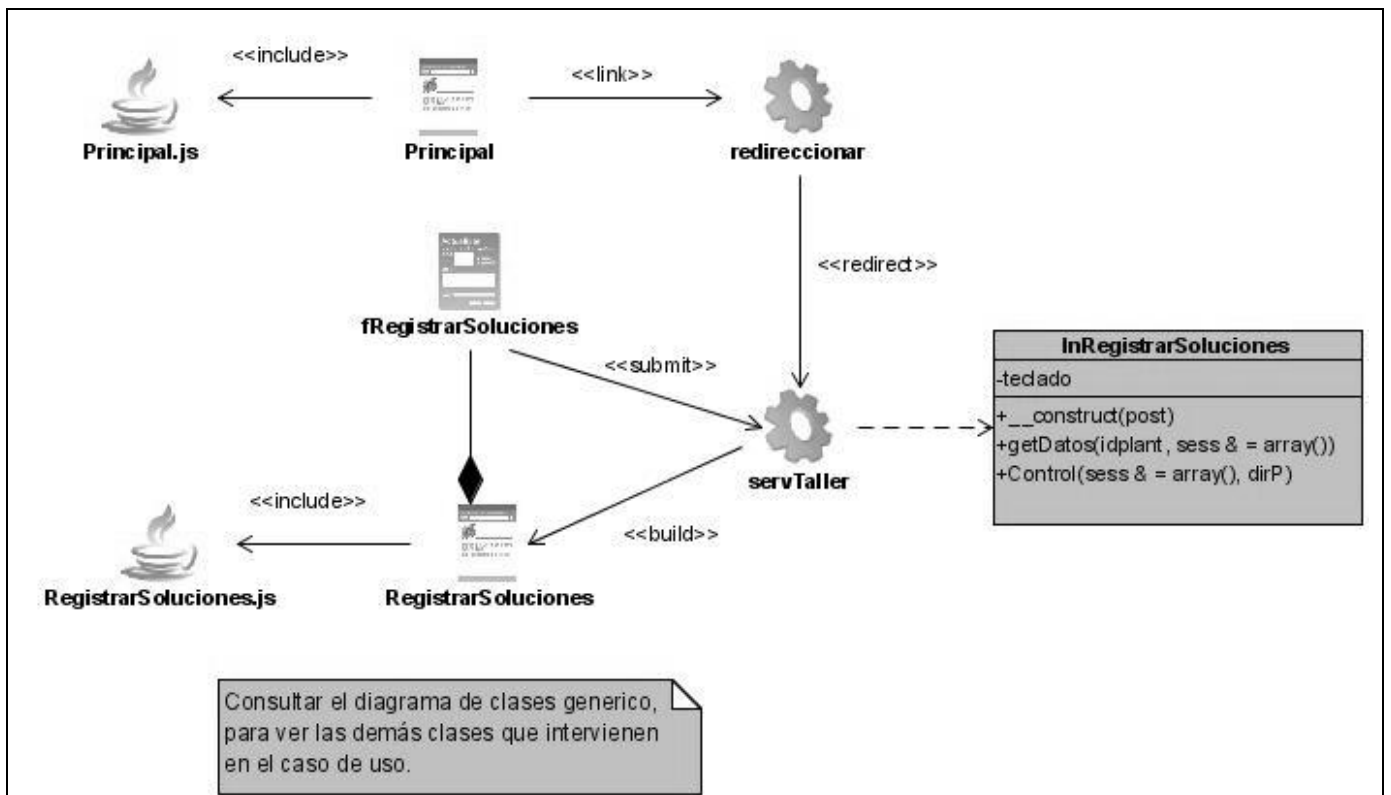 <<include>>
<<link>>
Principal.js
Principal
redireccionar
<<redirect>>
fRegistrarSoluciones
<<submit>>
InRegistrarSoluciones
-teclado
+__construct(post)
+getDatos(idplant, sess & = array())
+Control(sess & = array(), dirP)
servTaller
<<include>>
<<build>>
RegistrarSoluciones.js
RegistrarSoluciones
Consultar el diagrama de clases generico,
para ver las demás clases que intervienen
en el caso de uso.